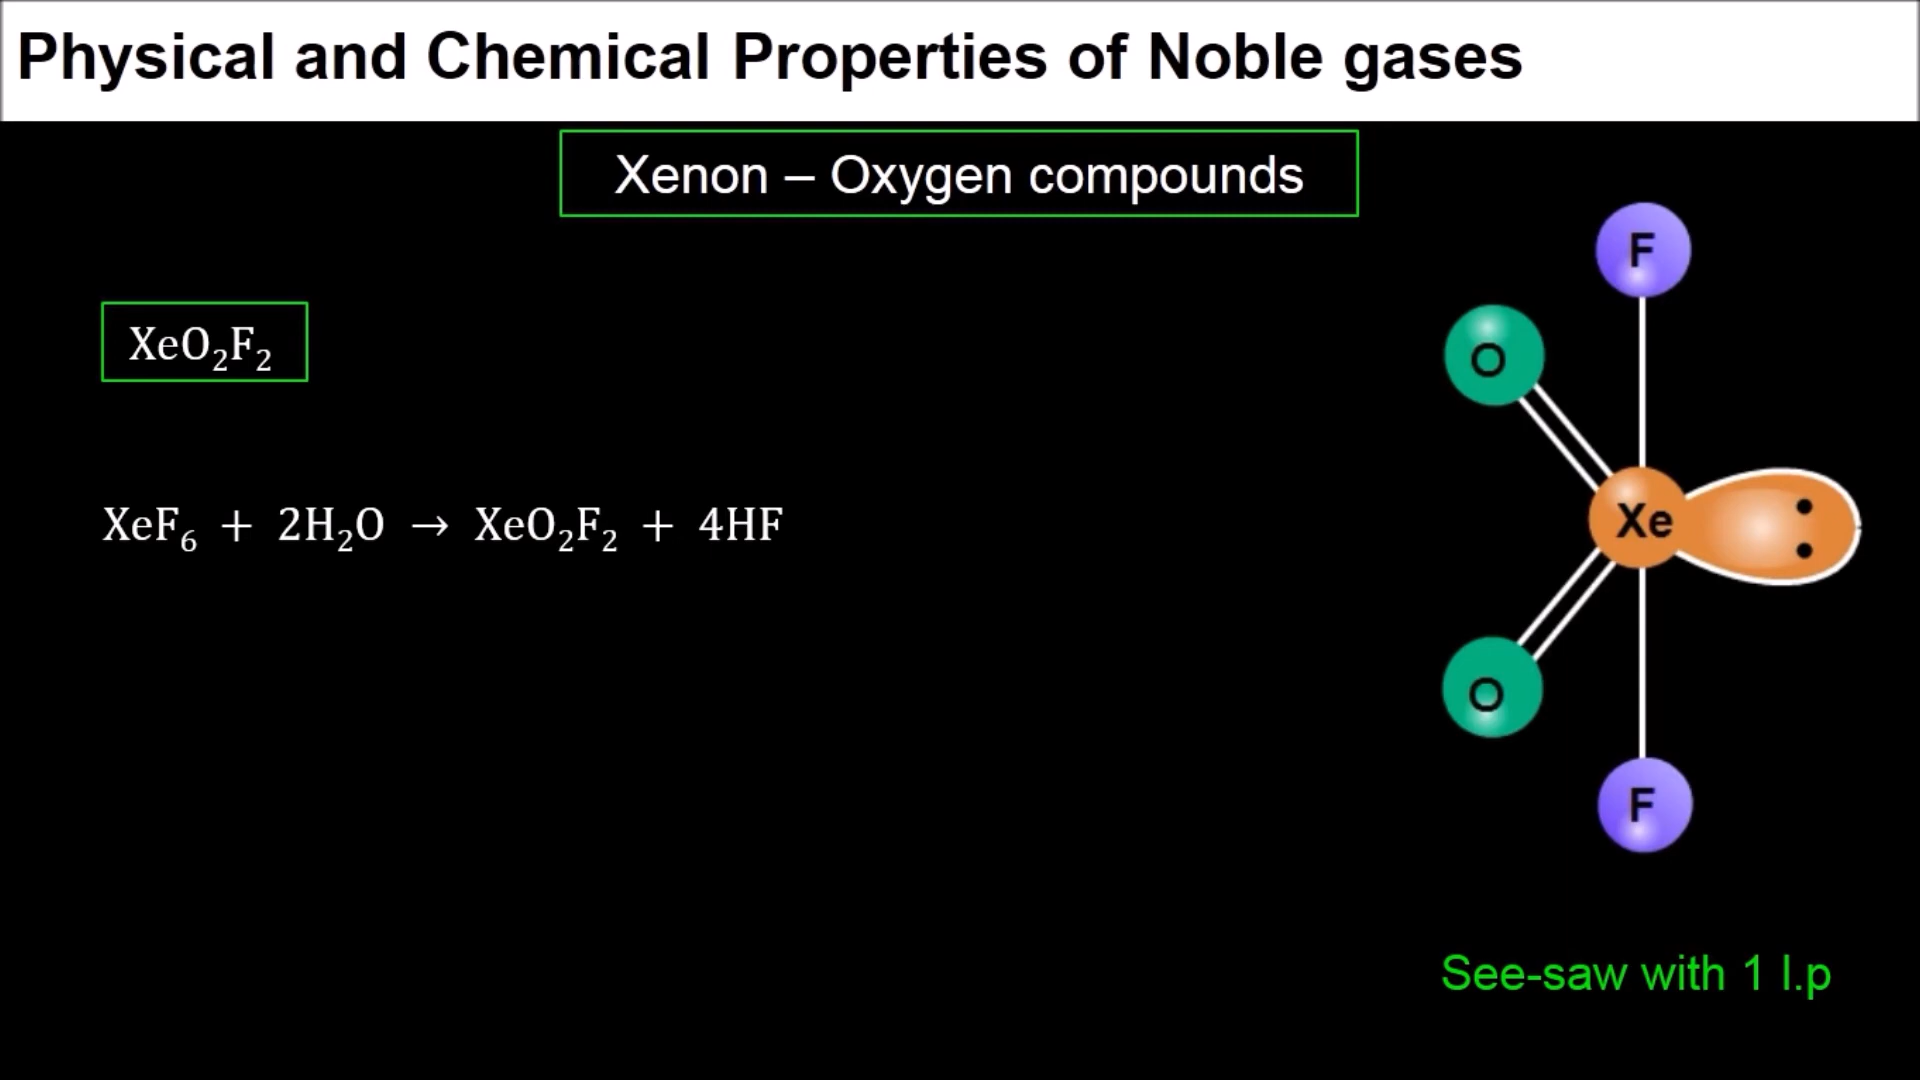 Physical and Chemical Properties of Noble gases
Xenon – Oxygen compounds
XeO₂F₂
XeF₆ + 2H₂O → XeO₂F₂ + 4HF
F
O
Xe
O
F
See-saw with 1 l.p